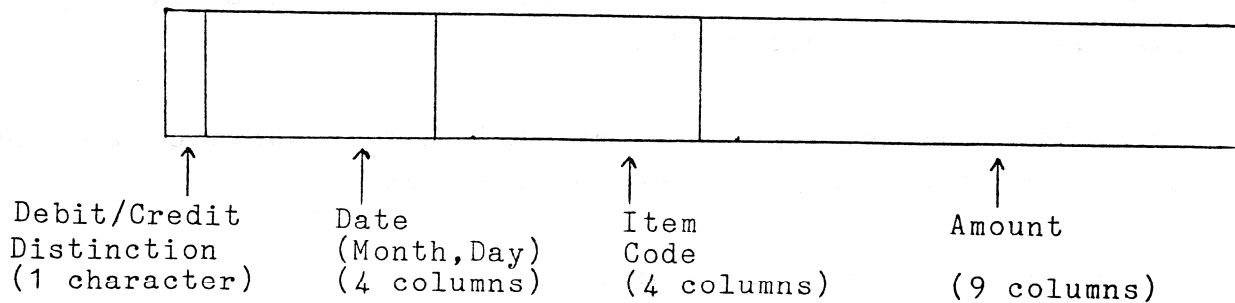 Debit/Credit
Distinction
(1 character)
Date
(Month,Day)
(4 columns)
Item
Code
(4 columns)
Amount
(9 columns)